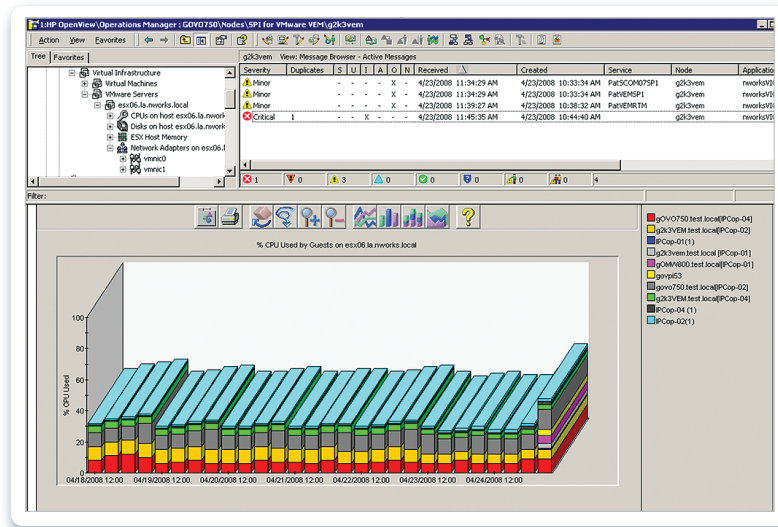 1:HP OpenView\Operations Manager : GOVO750\Nodes\SPI for VMware VEM\g2k3vem
Action View Favorites
Tree Favorites
g2k3vem View: Message Browser - Active Messages
Virtual Infrastructure
Virtual Machines
VMware Servers
esx06.la.nworks.local
CPUs on host esx06.la.nwork
Disks on host esx06.la.nwork
ESX Host Memory
Network Adapters on esx06.l
vmnic0
vmnic1
Severity Duplicates S U I A O N Received Created Service Node Applicatio
Minor - - - - X - 4/23/2008 11:34:29 AM 4/23/2008 10:33:34 AM PatSCOM07SP1 g2k3vem nworksVI
Minor - - - - X - 4/23/2008 11:34:29 AM 4/23/2008 10:33:34 AM PatVEMSP1 g2k3vem nworksVI
Minor - - - - X - 4/23/2008 11:39:27 AM 4/23/2008 10:38:32 AM PatVEMRTM g2k3vem nworksVI
Critical 1 - - X - - - 4/23/2008 11:45:35 AM 4/23/2008 10:44:40 AM g2k3vem nworksVI
1 0 3 0 0 0 0 0 4
Filter:
% CPU Used by Guests on esx06.la.nworks.local
% CPU Used
100
80
60
40
20
0
04/18/2008 12:00 04/19/2008 12:00 04/20/2008 12:00 04/21/2008 12:00 04/22/2008 12:00 04/23/2008 12:00 04/24/2008 12:00
gOVO750.test.local[IPCop-04]
g2k3VEM.test.local[IPCop-02]
IPCop-01(1)
g2k3vem.test.local [IPCop-01]
gOMW800.test.local[IPCop-01]
govpi53
govo750.test.local[IPCop-02]
g2k3VEM.test.local[IPCop-04]
IPCop-04 (1)
IPCop-02(1)